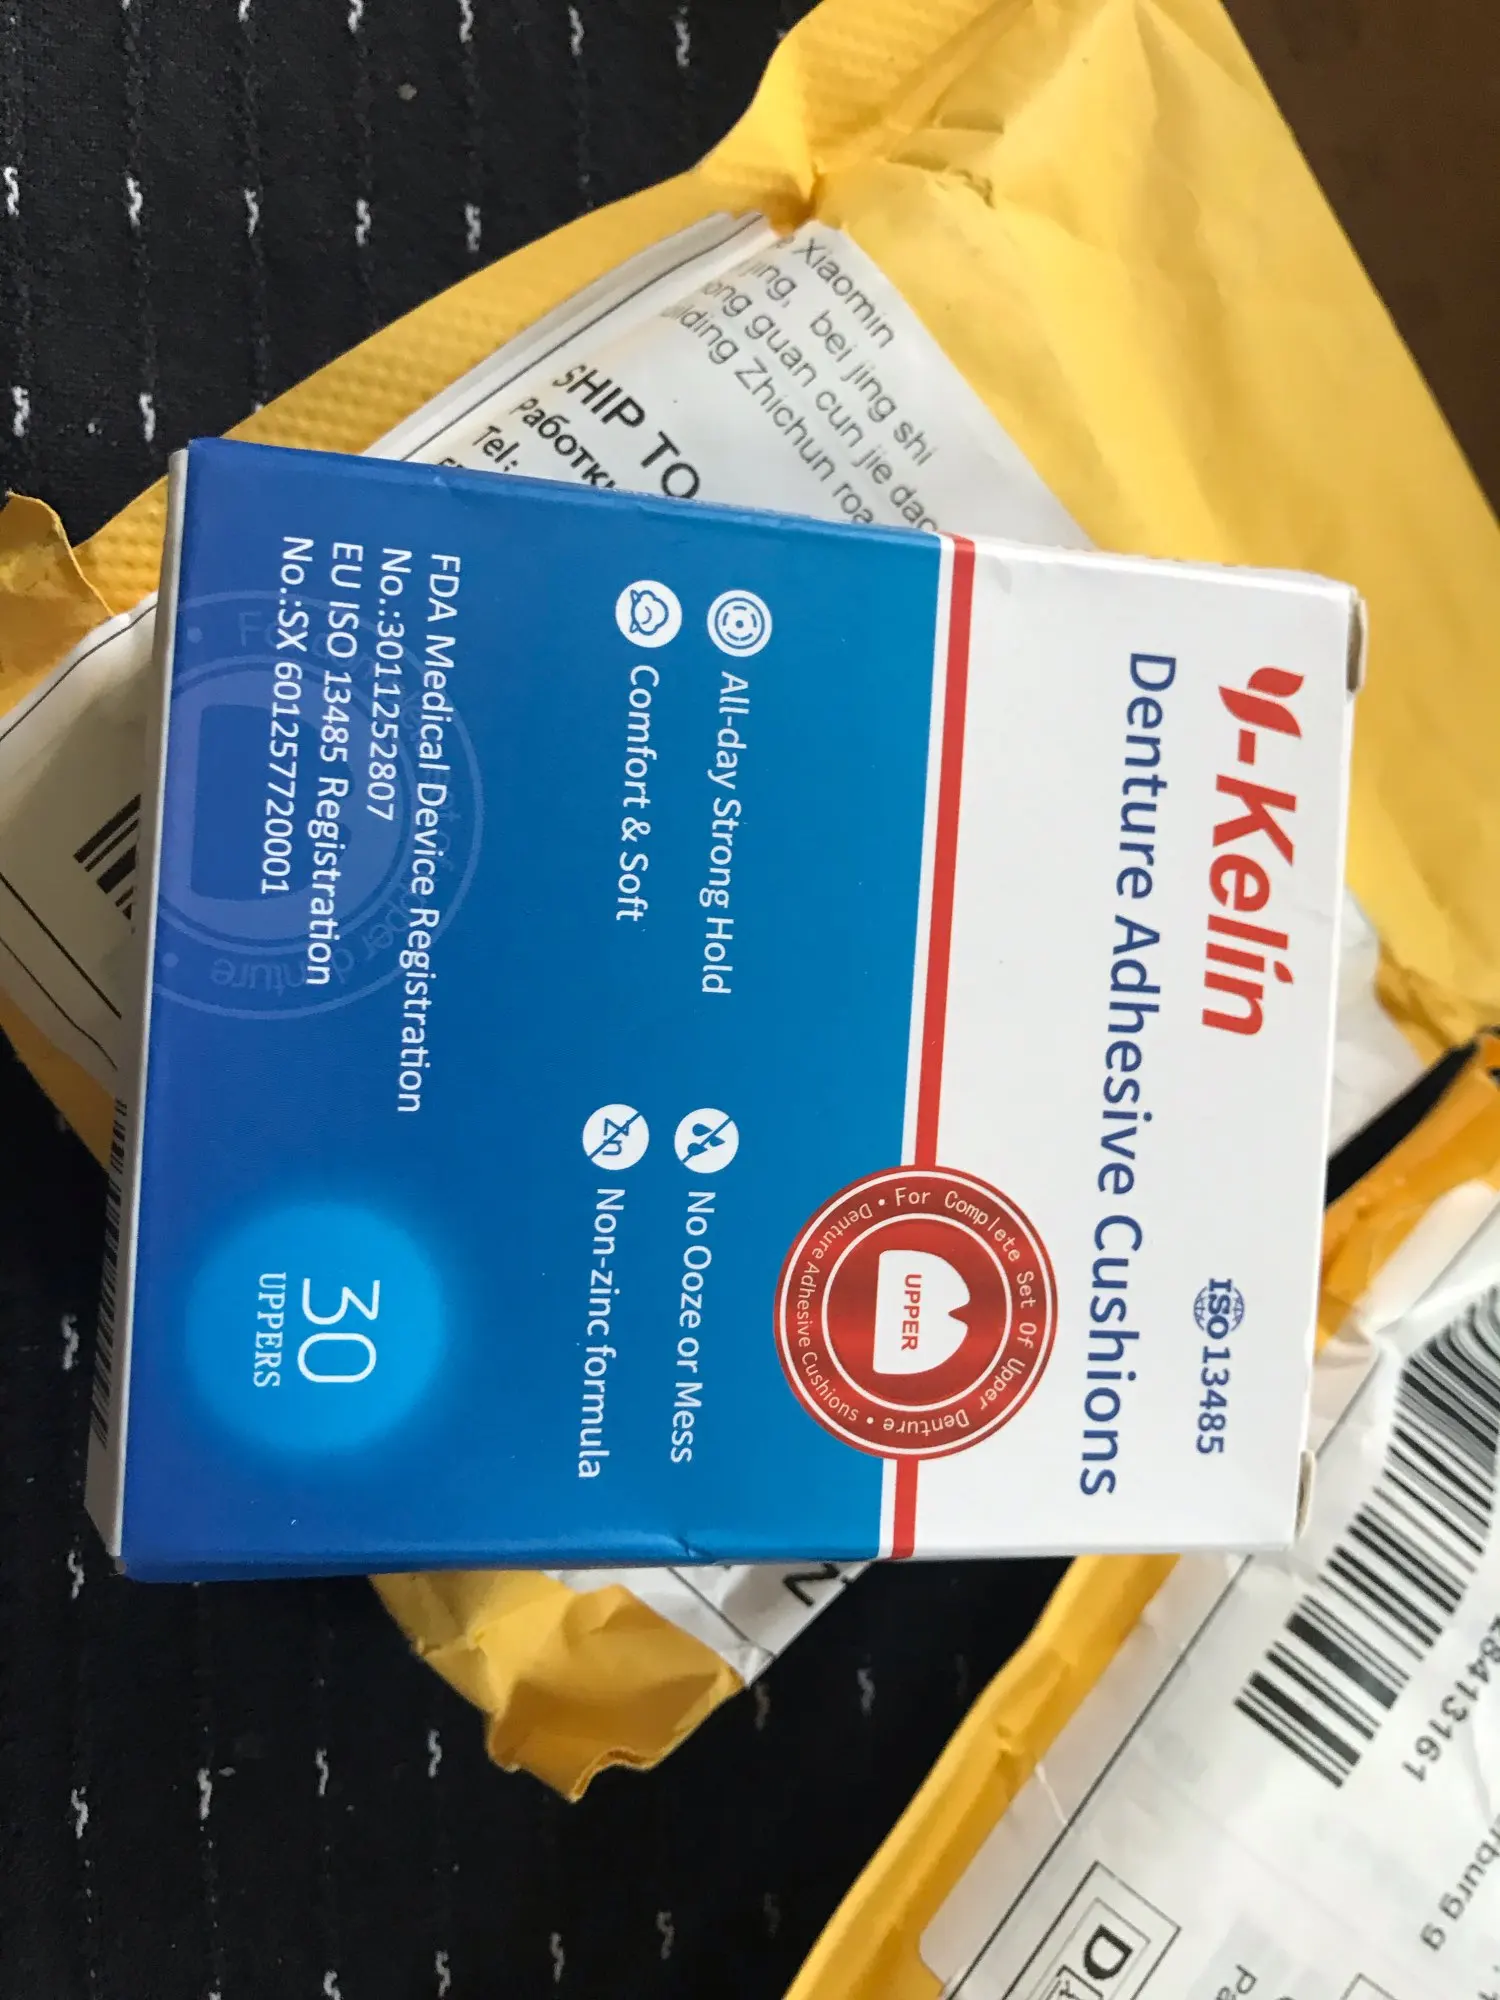 Y-Kelin
ISO 13485
Denture Adhesive Cushions
For Complete Set Of Upper Denture • Denture Adhesive Cushions •
UPPER
All-day Strong Hold
No Ooze or Mess
Comfort & Soft
Zn
Non-zinc formula
FDA Medical Device Registration
No.:3011252807
EU ISO 13485 Registration
No.:SX 601257720001
30
UPPERS
Xiaomin
jing, bei jing shi
guan cun jie dao
Zhichun roa
SHIP TO
Работк
Tel:
8413161